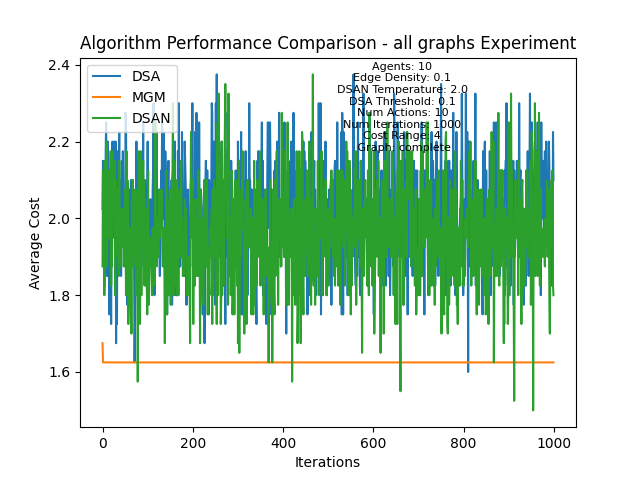 Algorithm Performance Comparison - all graphs Experiment
DSA
MGM
DSAN
Agents: 10
Edge Density: 0.1
DSAN Temperature: 2.0
DSA Threshold: 0.1
Num Actions: 10
Num Iterations: 1000
Cost Range: 4
Graph: complete
Average Cost
2.4
2.2
2.0
1.8
1.6
0
200
400
600
800
1000
Iterations